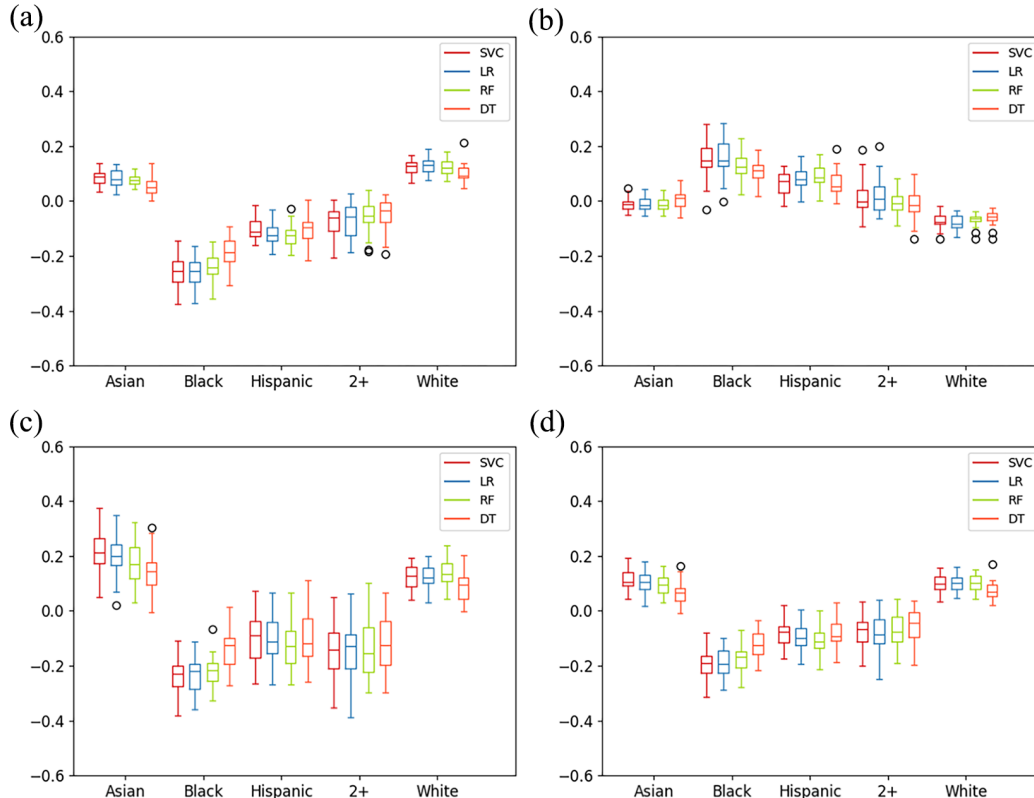 (a)
0.6
0.4
0.2
0.0
−0.2
−0.4
−0.6
SVC
LR
RF
DT
Asian Black Hispanic 2+ White
(b)
0.6
0.4
0.2
0.0
−0.2
−0.4
−0.6
SVC
LR
RF
DT
Asian Black Hispanic 2+ White
(c)
0.6
0.4
0.2
0.0
−0.2
−0.4
−0.6
SVC
LR
RF
DT
Asian Black Hispanic 2+ White
(d)
0.6
0.4
0.2
0.0
−0.2
−0.4
−0.6
SVC
LR
RF
DT
Asian Black Hispanic 2+ White